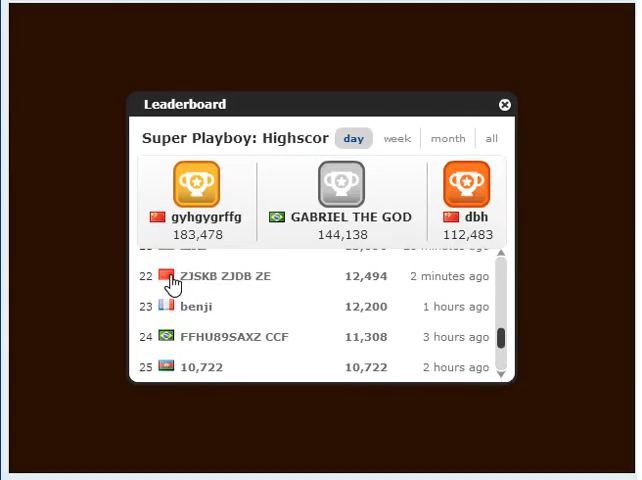 Leaderboard
Super Playboy: Highscor day week month all
gyhgygrffg GABRIEL THE GOD dbh
183,478 144,138 112,483
22 ZJSKB ZJDB ZE 12,494 2 minutes ago
23 benji 12,200 1 hours ago
24 FFHU89SAXZ CCF 11,308 3 hours ago
25 10,722 10,722 2 hours ago